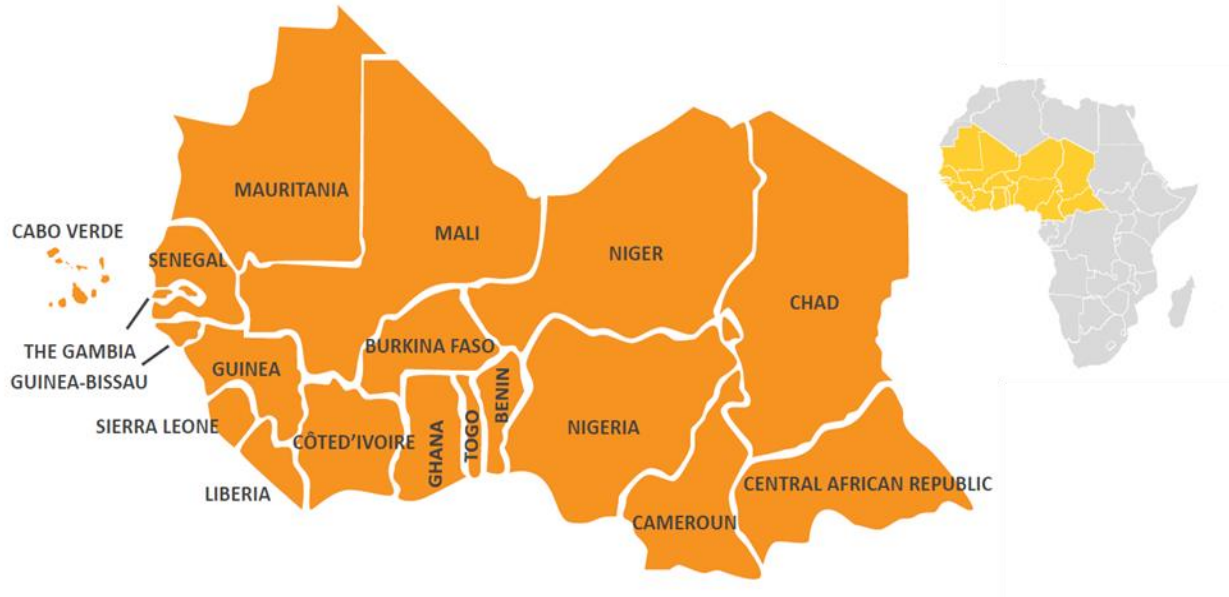 MAURITANIA
CABO VERDE
MALI
SENEGAL
NIGER
CHAD
THE GAMBIA
BURKINA FASO
GUINEA
GUINEA-BISSAU
BENIN
SIERRA LEONE
CÔTED’IVOIRE
GHANA
TOGO
NIGERIA
LIBERIA
CENTRAL AFRICAN REPUBLIC
CAMEROUN